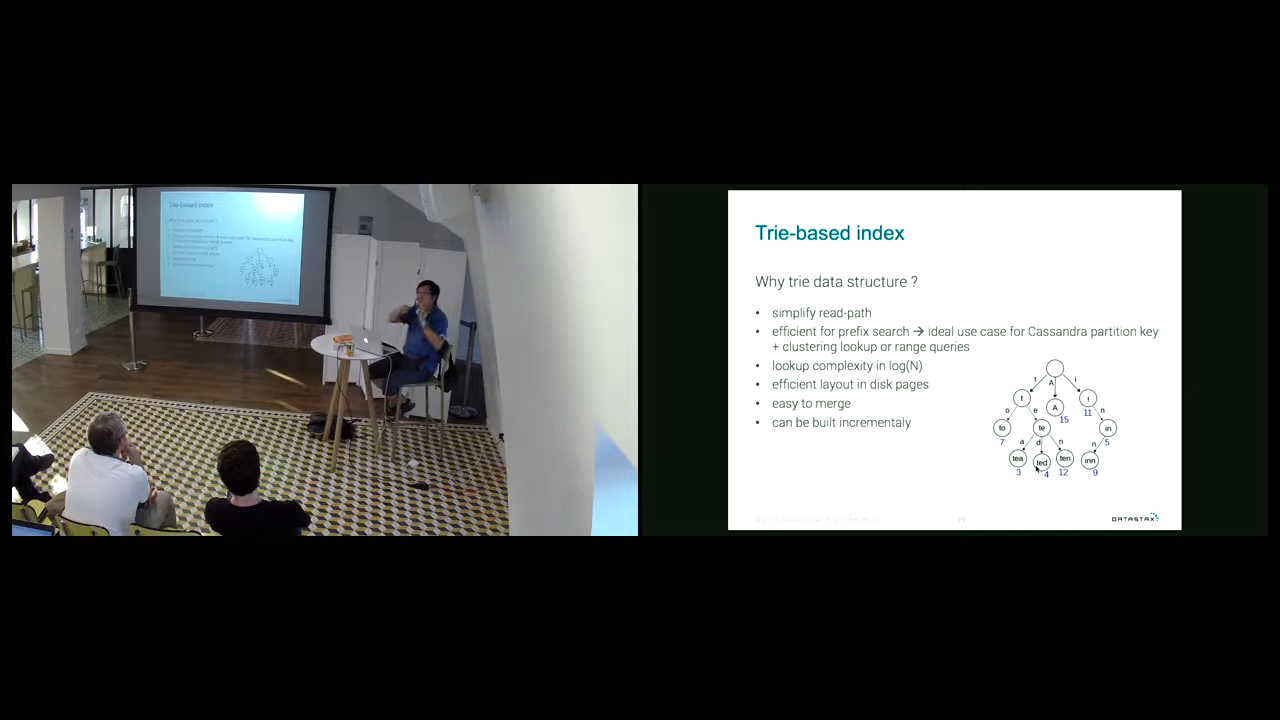 Trie-based index
Trie-based index
Why trie data structure ?
• simplify read-path
• efficient for prefix search → ideal use case for Cassandra partition key
+ clustering lookup or range queries
• lookup complexity in log(N)
• efficient layout in disk pages
• easy to merge
• can be built incrementaly
t A i
t A i
15 11
o e n
to te in
7 5
a d n n
tea ted ten inn
3 4 12 9
DATASTAX